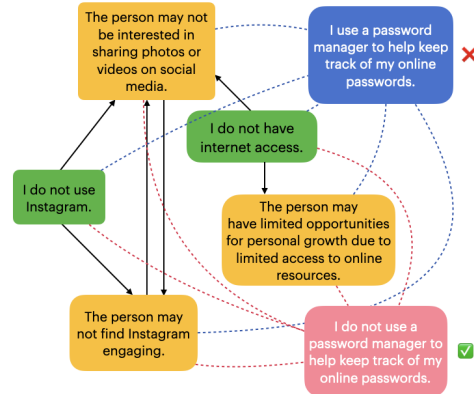 The person may not
be interested in
sharing photos or
videos on social
media.
I use a password
manager to help keep
track of my online
passwords.
I do not have
internet access.
I do not use
Instagram.
The person may
have limited opportunities
for personal growth due to
limited access to online
resources.
The person may
not find Instagram
engaging.
I do not use a
password manager to
help keep track of my
online passwords.